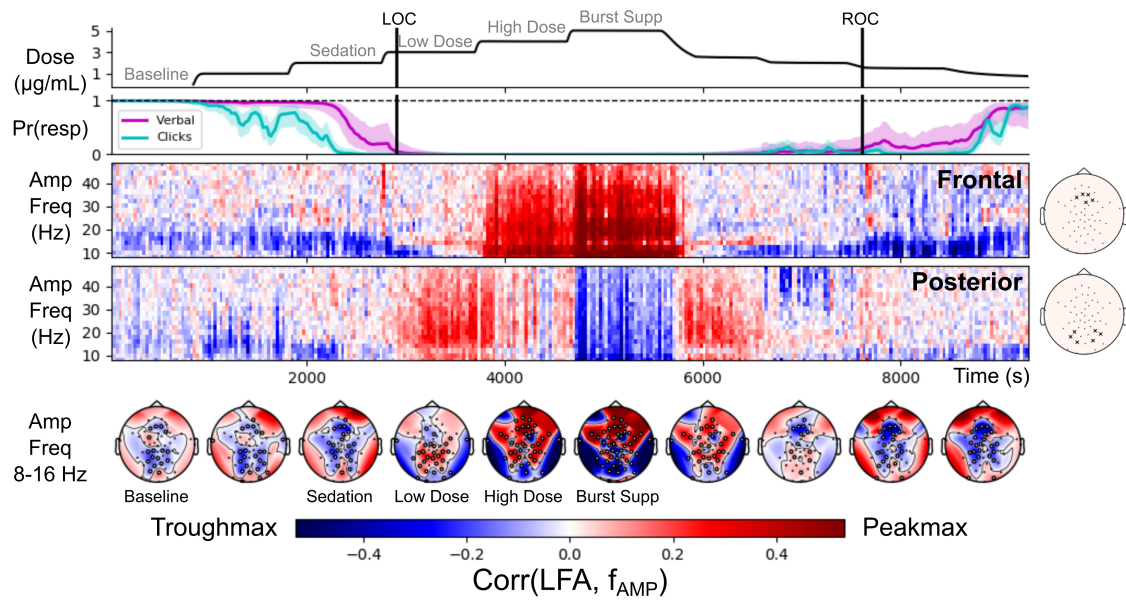 LOC
ROC
Dose
(µg/mL)
5
3
1
Baseline
Sedation
Low Dose
High Dose
Burst Supp
Pr(resp)
1
0
Verbal
Clicks
Amp
Freq
(Hz)
40
30
20
10
Frontal
Amp
Freq
(Hz)
40
30
20
10
Posterior
2000
4000
6000
8000
Time (s)
Amp
Freq
8-16 Hz
Baseline
Sedation
Low Dose
High Dose
Burst Supp
Troughmax
Peakmax
−0.4
−0.2
0.0
0.2
0.4
Corr(LFA, fAMP)